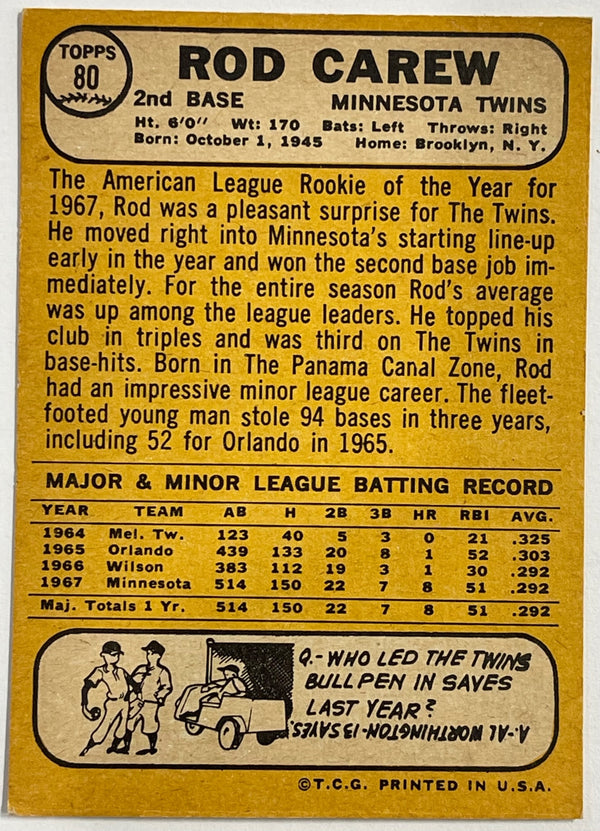 TOPPS
80
ROD CAREW
2nd BASE MINNESOTA TWINS
Ht. 6'0" Wt: 170 Bats: Left Throws: Right
Born: October 1, 1945 Home: Brooklyn, N. Y.
The American League Rookie of the Year for
1967, Rod was a pleasant surprise for The Twins.
He moved right into Minnesota's starting line-up
early in the year and won the second base job im-
mediately. For the entire season Rod's average
was up among the league leaders. He topped his
club in triples and was third on The Twins in
base-hits. Born in The Panama Canal Zone, Rod
had an impressive minor league career. The fleet-
footed young man stole 94 bases in three years,
including 52 for Orlando in 1965.
MAJOR & MINOR LEAGUE BATTING RECORD
YEAR TEAM AB H 2B 3B HR RBI AVG.
1964 Mel. Tw. 123 40 5 3 0 21 .325
1965 Orlando 439 133 20 8 1 52 .303
1966 Wilson 383 112 19 3 1 30 .292
1967 Minnesota 514 150 22 7 8 51 .292
Maj. Totals 1 Yr. 514 150 22 7 8 51 .292
Q.-WHO LED THE TWINS
BULLPEN IN SAVES
LAST YEAR?
A-AL WORTHINGTON-13 SAVES.
©T.C.G. PRINTED IN U.S.A.